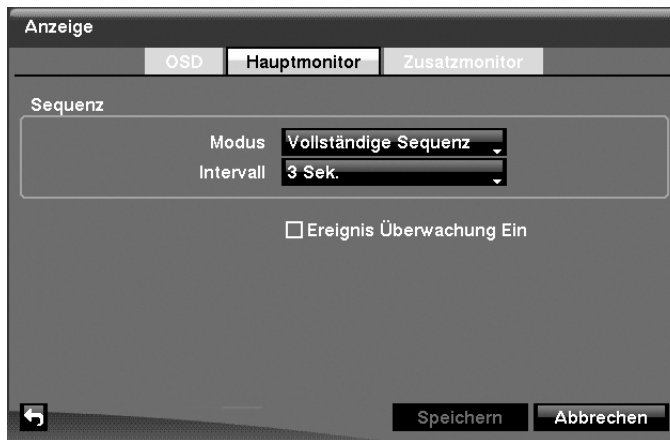 Anzeige
OSD Hauptmonitor Zusatzmonitor
Sequenz
Modus Vollständige Sequenz
Intervall 3 Sek.
Ereignis Überwachung Ein
Speichern Abbrechen